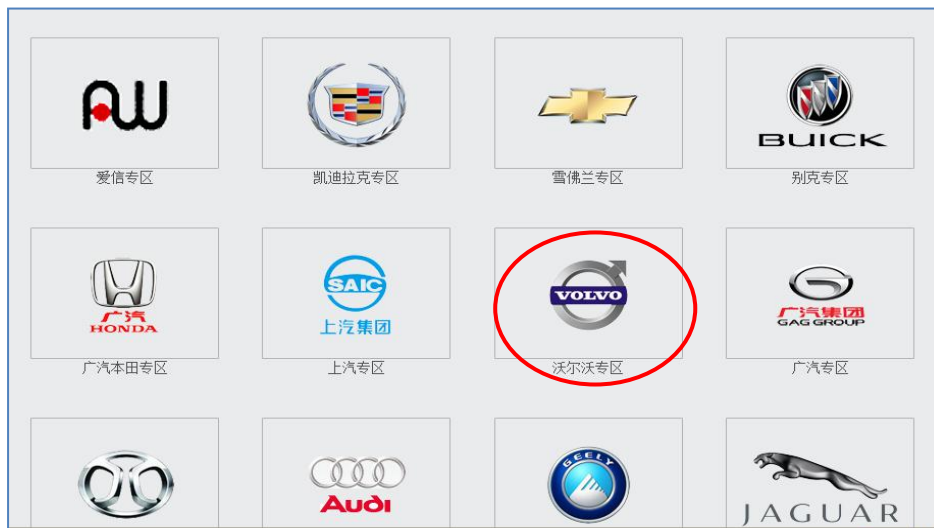 AW
BUICK
爱信专区
凯迪拉克专区
雪佛兰专区
别克专区
广汽
HONDA
SAIC
上汽集团
VOLVO
广汽集团
GAG GROUP
广汽本田专区
上汽专区
沃尔沃专区
广汽专区
Audi
GEELY
JAGUAR